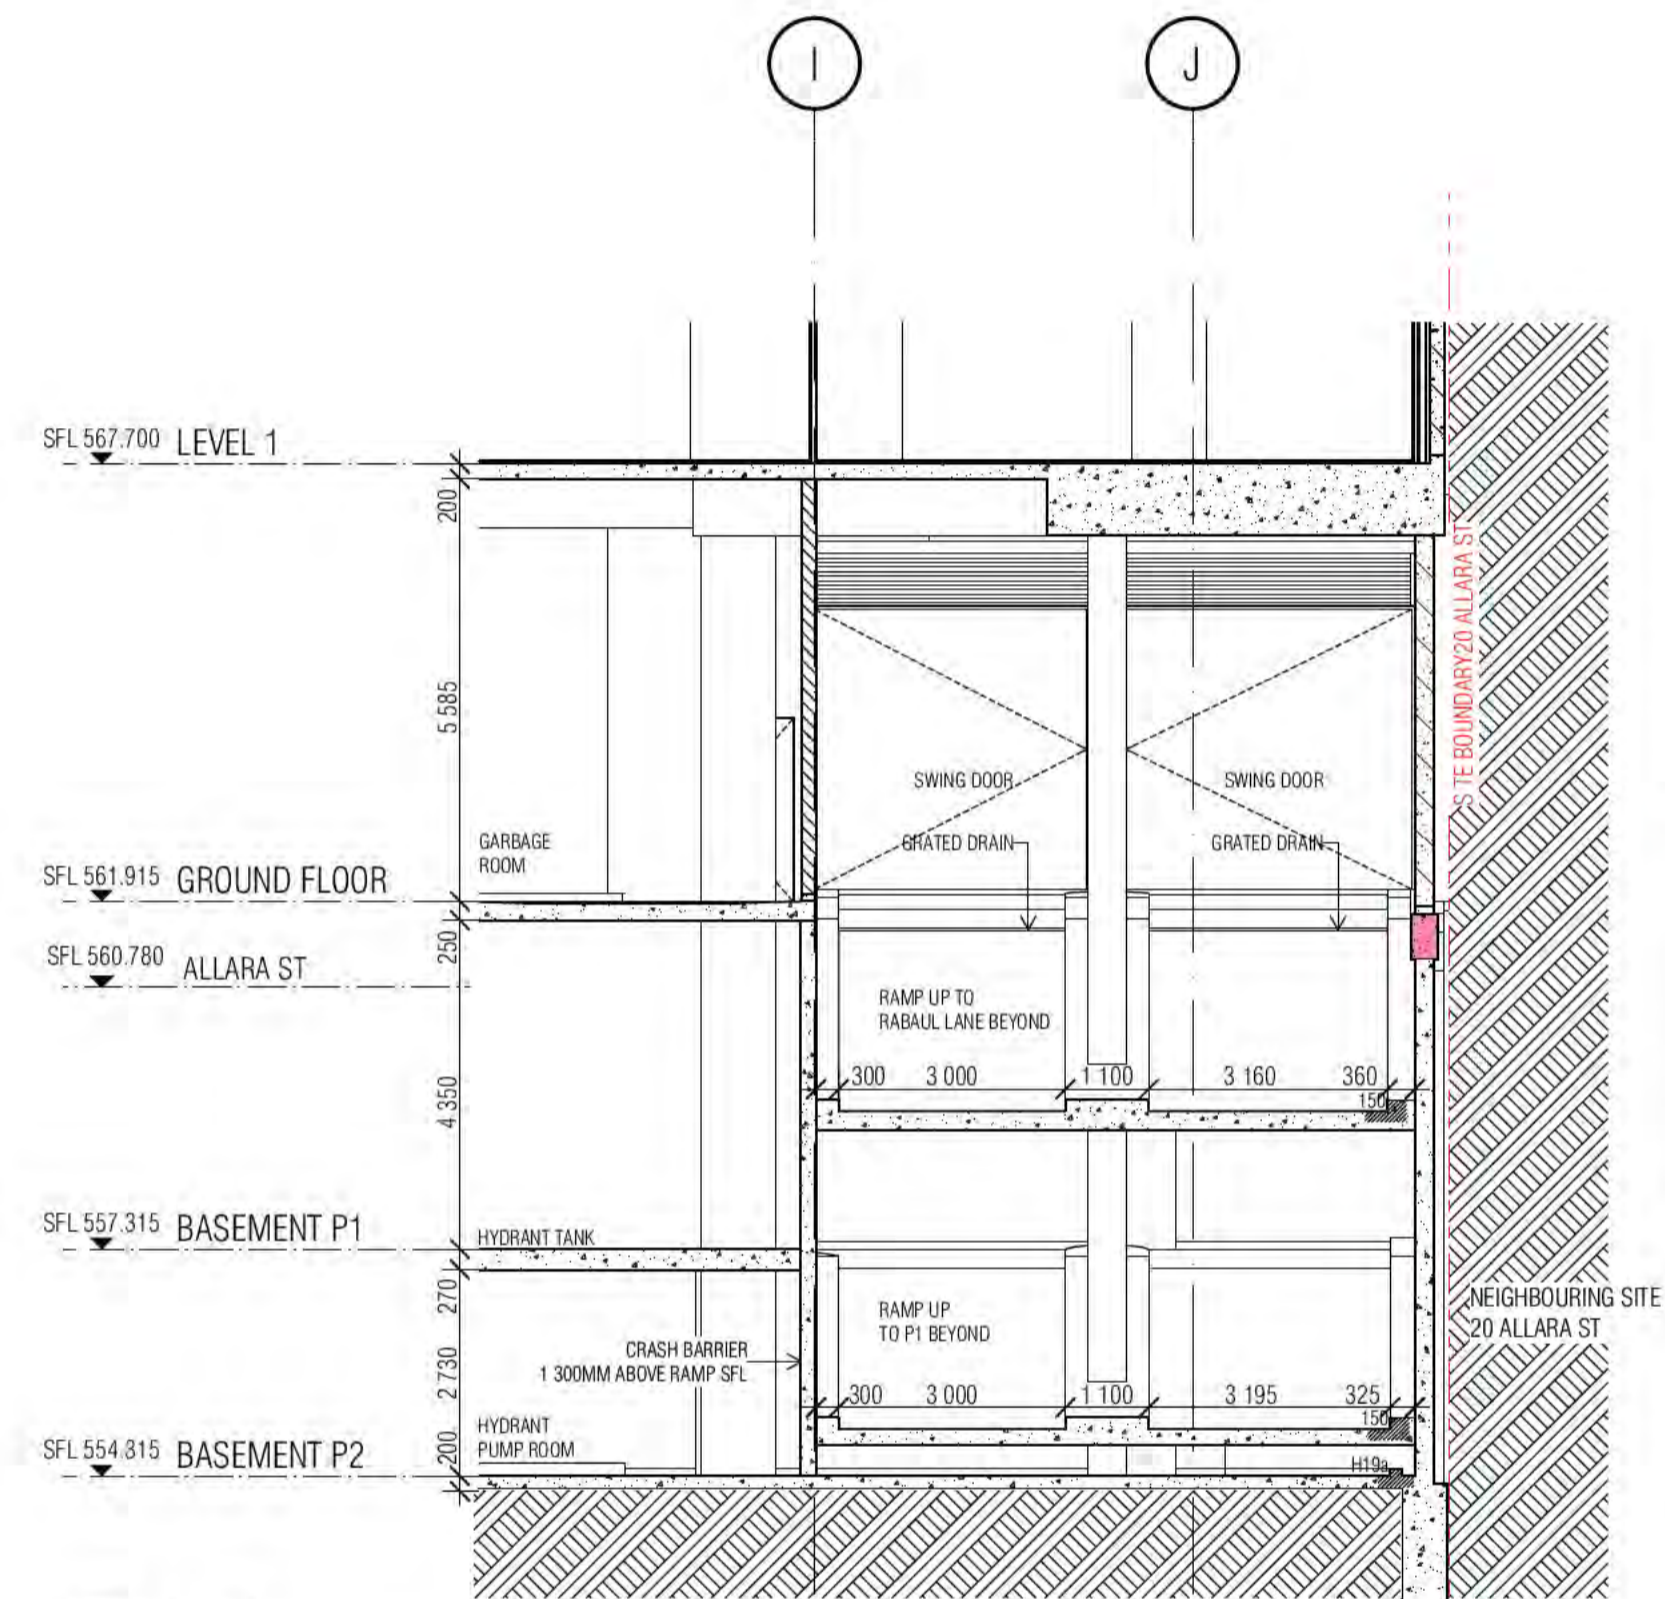 I
J
SFL 567.700 LEVEL 1
200
5 585
SWING DOOR
SWING DOOR
GARBAGE
ROOM
GRATED DRAIN
GRATED DRAIN
S TE BOUNDARY20 ALLARA ST
SFL 561.915 GROUND FLOOR
250
SFL 560.780 ALLARA ST
RAMP UP TO
RABAUL LANE BEYOND
4 350
300 3 000 1 100 3 160 360
150
SFL 557.315 BASEMENT P1
HYDRANT TANK
270
RAMP UP
TO P1 BEYOND
NEIGHBOURING SITE
20 ALLARA ST
CRASH BARRIER
1 300MM ABOVE RAMP SFL
2 730
300 3 000 1 100 3 195 325
150
HYDRANT
PUMP ROOM
SFL 554.315 BASEMENT P2
200
H19a